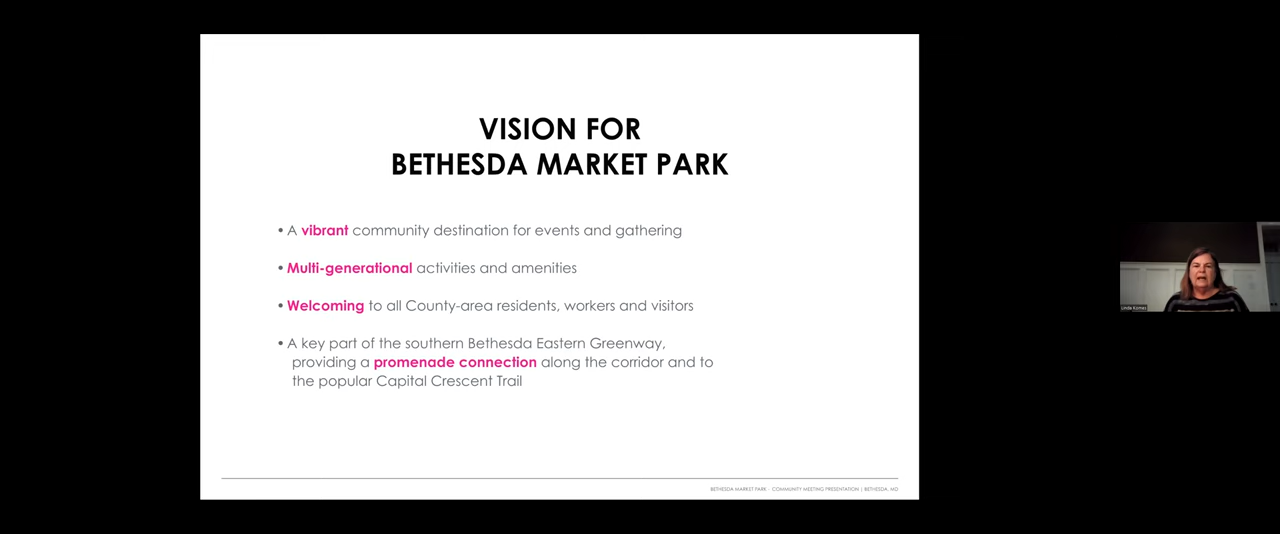 VISION FOR
BETHESDA MARKET PARK
• A vibrant community destination for events and gathering
• Multi-generational activities and amenities
• Welcoming to all County-area residents, workers and visitors
• A key part of the southern Bethesda Eastern Greenway,
providing a promenade connection along the corridor and to
the popular Capital Crescent Trail
BETHESDA MARKET PARK - COMMUNITY MEETING PRESENTATION | BETHESDA, MD
Linda Komes